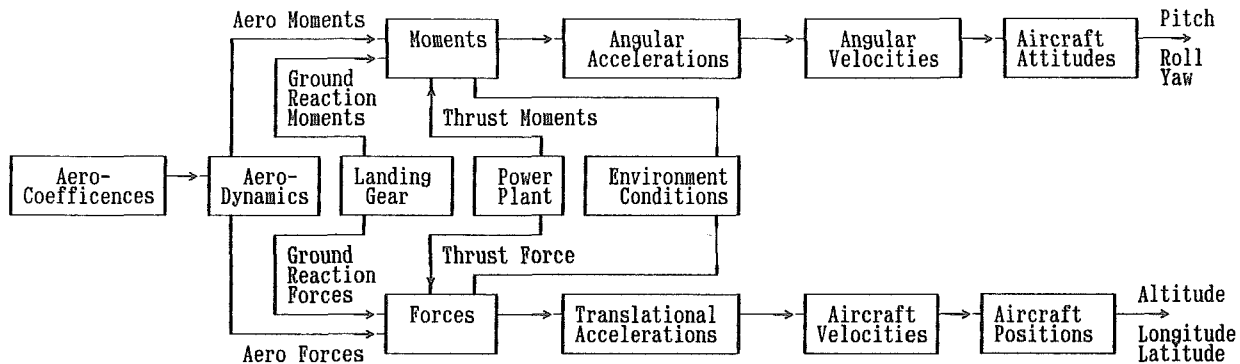 Aero Moments
Moments
Angular
Accelerations
Angular
Velocities
Aircraft
Attitudes
Pitch
Roll
Yaw
Ground
Reaction
Moments
Thrust Moments
Aero-
Coefficences
Aero-
Dynamics
Landing
Gear
Power
Plant
Environment
Conditions
Ground
Reaction
Forces
Thrust Force
Aero Forces
Forces
Translational
Accelerations
Aircraft
Velocities
Aircraft
Positions
Altitude
Longitude
Latitude